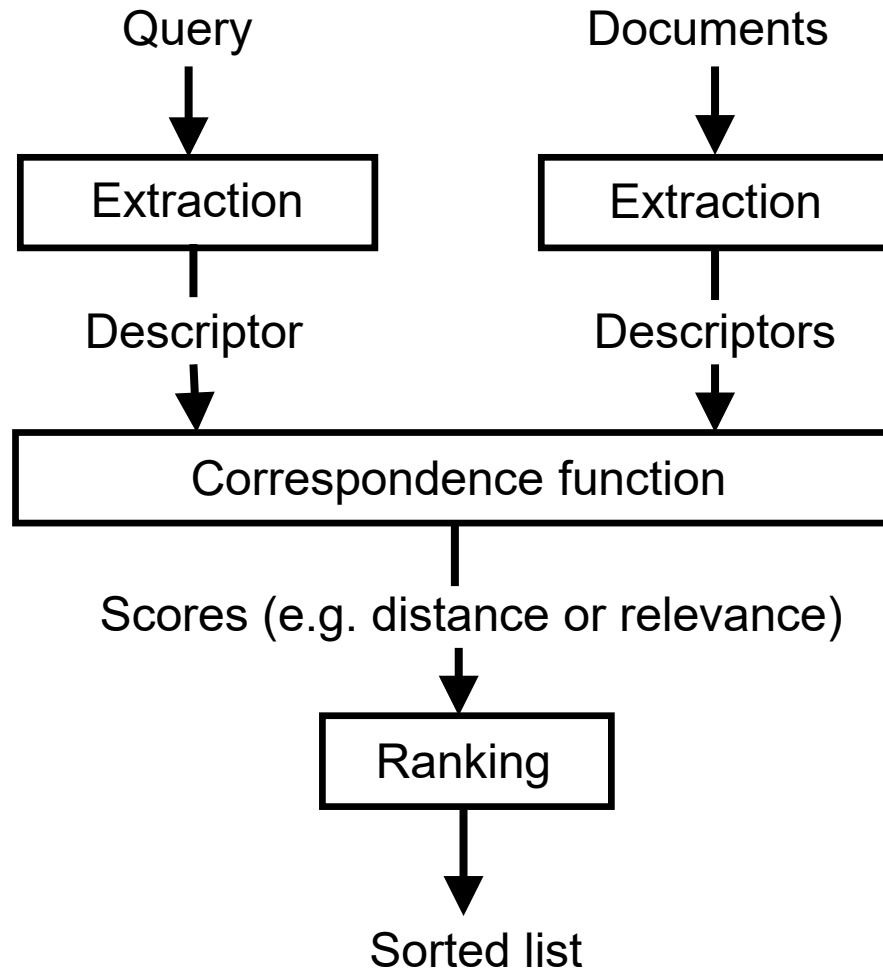 Query
Documents
Extraction
Extraction
Descriptor
Descriptors
Correspondence function
Scores (e.g. distance or relevance)
Ranking
Sorted list